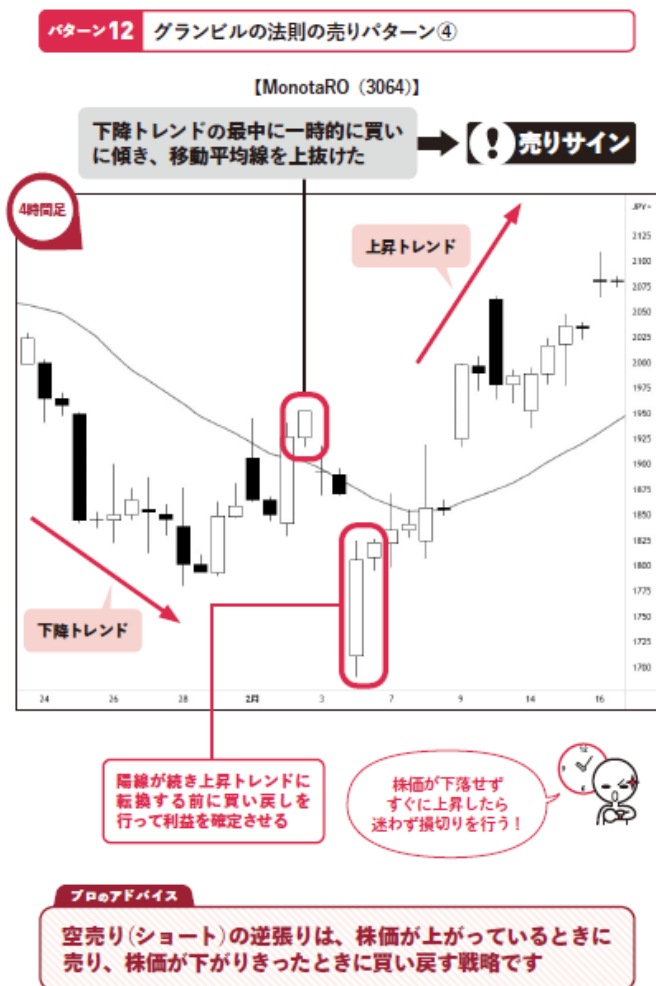 パターン12 グランビルの法則の売りパターン④
【MonotaRO(3064)】
下降トレンドの最中に一時的に買い
に傾き、移動平均線を上抜けた
! 売りサイン
4時間足
JPY
上昇トレンド
2125
2100
2075
2050
2025
2000
1975
1950
1925
1900
1875
1850
1825
1800
1775
1750
1725
1700
下降トレンド
24 26 28 2月 3 7 9 14 16
陽線が続き上昇トレンドに
転換する前に買い戻しを
行って利益を確定させる
株価が下落せず
すぐに上昇したら
迷わず損切りを行う!
12
プロのアドバイス
空売り(ショート)の逆張りは、株価が上がっているときに
売り、株価が下がりきったときに買い戻す戦略です